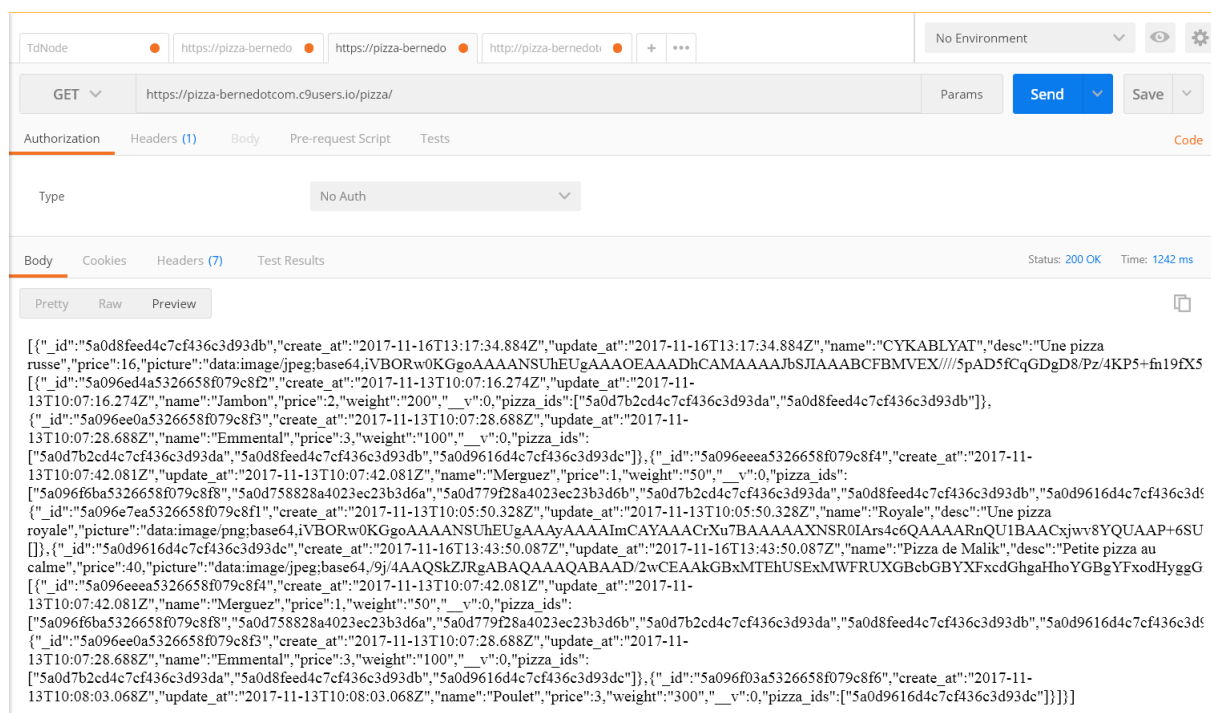 TdNode https://pizza-bernedo https://pizza-bernedo http://pizza-bernedot + ••• No Environment
GET https://pizza-bernedotcom.c9users.io/pizza/ Params Send Save
Authorization Headers (1) Body Pre-request Script Tests Code
Type No Auth
Body Cookies Headers (7) Test Results Status: 200 OK Time: 1242 ms
Pretty Raw Preview
[{"_id":"5a0d8feed4c7cf436c3d93db","create_at":"2017-11-16T13:17:34.884Z","update_at":"2017-11-16T13:17:34.884Z","name":"CYKABLYAT","desc":"Une pizza
russe","price":16,"picture":"data:image/jpeg;base64,iVBORw0KGgoAAAANSUhEUgAAAOEAAADhCAMAAAAJbSJIAAABCFBMVEX////5pAD5fCqGDgD8/Pz/4KP5+fn19fX5
[{"_id":"5a096ed4a5326658f079c8f2","create_at":"2017-11-13T10:07:16.274Z","update_at":"2017-11-
13T10:07:16.274Z","name":"Jambon","price":2,"weight":"200","__v":0,"pizza_ids":["5a0d7b2cd4c7cf436c3d93da","5a0d8feed4c7cf436c3d93db"]},
{"_id":"5a096ee0a5326658f079c8f3","create_at":"2017-11-13T10:07:28.688Z","update_at":"2017-11-
13T10:07:28.688Z","name":"Emmental","price":3,"weight":"100","__v":0,"pizza_ids":
["5a0d7b2cd4c7cf436c3d93da","5a0d8feed4c7cf436c3d93db","5a0d9616d4c7cf436c3d93dc"]},{"_id":"5a096eeea5326658f079c8f4","create_at":"2017-11-
13T10:07:42.081Z","update_at":"2017-11-13T10:07:42.081Z","name":"Merguez","price":1,"weight":"50","__v":0,"pizza_ids":
["5a096f6ba5326658f079c8f8","5a0d758828a4023ec23b3d6a","5a0d779f28a4023ec23b3d6b","5a0d7b2cd4c7cf436c3d93da","5a0d8feed4c7cf436c3d93db","5a0d9616d4c7cf436c3d9
{"_id":"5a096e7ea5326658f079c8f1","create_at":"2017-11-13T10:05:50.328Z","update_at":"2017-11-13T10:05:50.328Z","name":"Royale","desc":"Une pizza
royale","picture":"data:image/png;base64,iVBORw0KGgoAAAANSUhEUgAAAyAAAAImCAYAAACrXu7BAAAAAXNSR0IArs4c6QAAAARnQU1BAACxjwv8YQUAAP+6SU
[]},{"_id":"5a0d9616d4c7cf436c3d93dc","create_at":"2017-11-16T13:43:50.087Z","update_at":"2017-11-16T13:43:50.087Z","name":"Pizza de Malik","desc":"Petite pizza au
calme","price":40,"picture":"data:image/jpeg;base64,/9j/4AAQSkZJRgABAQAAAQABAAD/2wCEAAkGBxMTEhUSExMWFRUXGBcbGBYXFxcdGhgaHhoYGBgYFxodHyggG
[{"_id":"5a096eeea5326658f079c8f4","create_at":"2017-11-13T10:07:42.081Z","update_at":"2017-11-
13T10:07:42.081Z","name":"Merguez","price":1,"weight":"50","__v":0,"pizza_ids":
["5a096f6ba5326658f079c8f8","5a0d758828a4023ec23b3d6a","5a0d779f28a4023ec23b3d6b","5a0d7b2cd4c7cf436c3d93da","5a0d8feed4c7cf436c3d93db","5a0d9616d4c7cf436c3d9
{"_id":"5a096ee0a5326658f079c8f3","create_at":"2017-11-13T10:07:28.688Z","update_at":"2017-11-
13T10:07:28.688Z","name":"Emmental","price":3,"weight":"100","__v":0,"pizza_ids":
["5a0d7b2cd4c7cf436c3d93da","5a0d8feed4c7cf436c3d93db","5a0d9616d4c7cf436c3d93dc"]},{"_id":"5a096f03a5326658f079c8f6","create_at":"2017-11-
13T10:08:03.068Z","update_at":"2017-11-13T10:08:03.068Z","name":"Poulet","price":3,"weight":"300","__v":0,"pizza_ids":["5a0d9616d4c7cf436c3d93dc"]}]}]